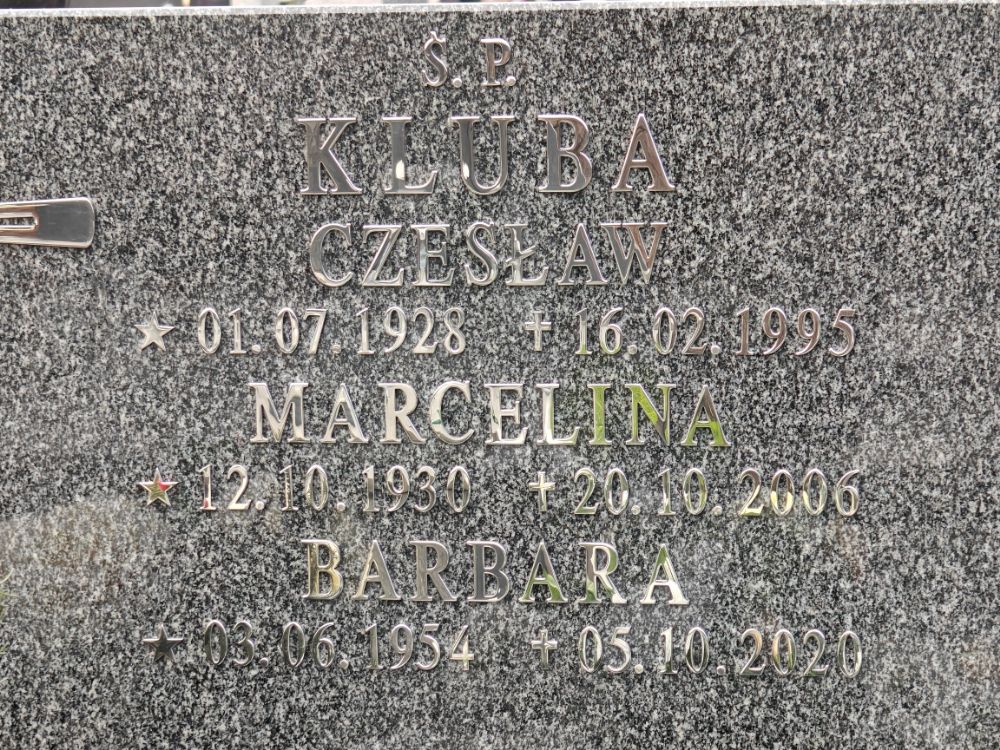 Ś. P.
KLUBA
CZESŁAW
★ 01. 07. 1928 ✝ 16. 02. 1995
MARCELINA
★ 12. 10. 1930 ✝ 20. 10. 2006
BARBARA
★ 03. 06. 1954 ✝ 05. 10. 2020